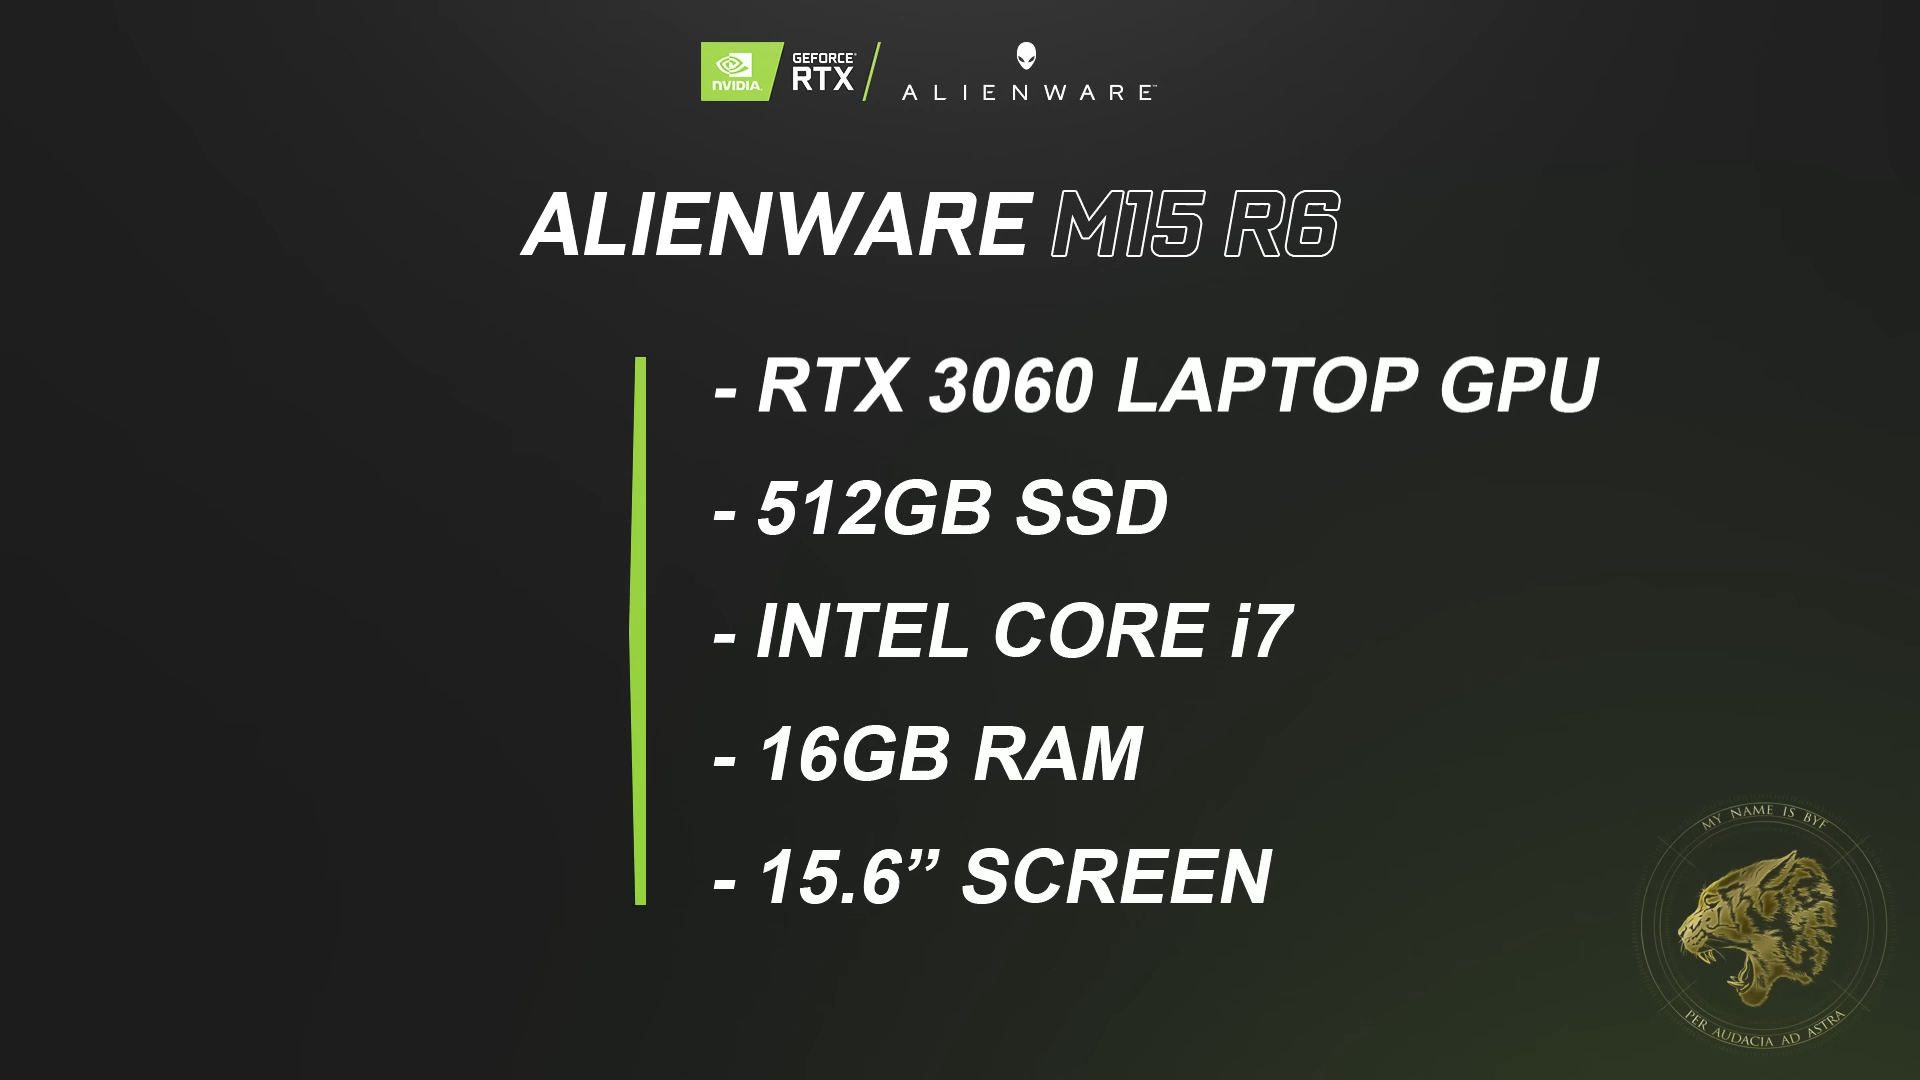 NVIDIA. GEFORCE® RTX ALIENWARE™
ALIENWARE M15 R6
- RTX 3060 LAPTOP GPU
- 512GB SSD
- INTEL CORE i7
- 16GB RAM
- 15.6” SCREEN
MY NAME IS BYF
PER AUDACIA AD ASTRA